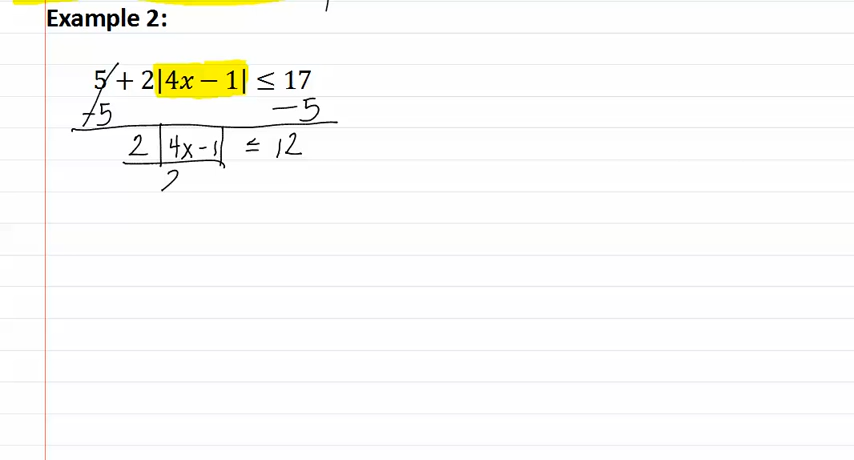 Example 2:
5 + 2|4x − 1| ≤ 17
−5 −5
2 |4x-1| ≤ 12
2